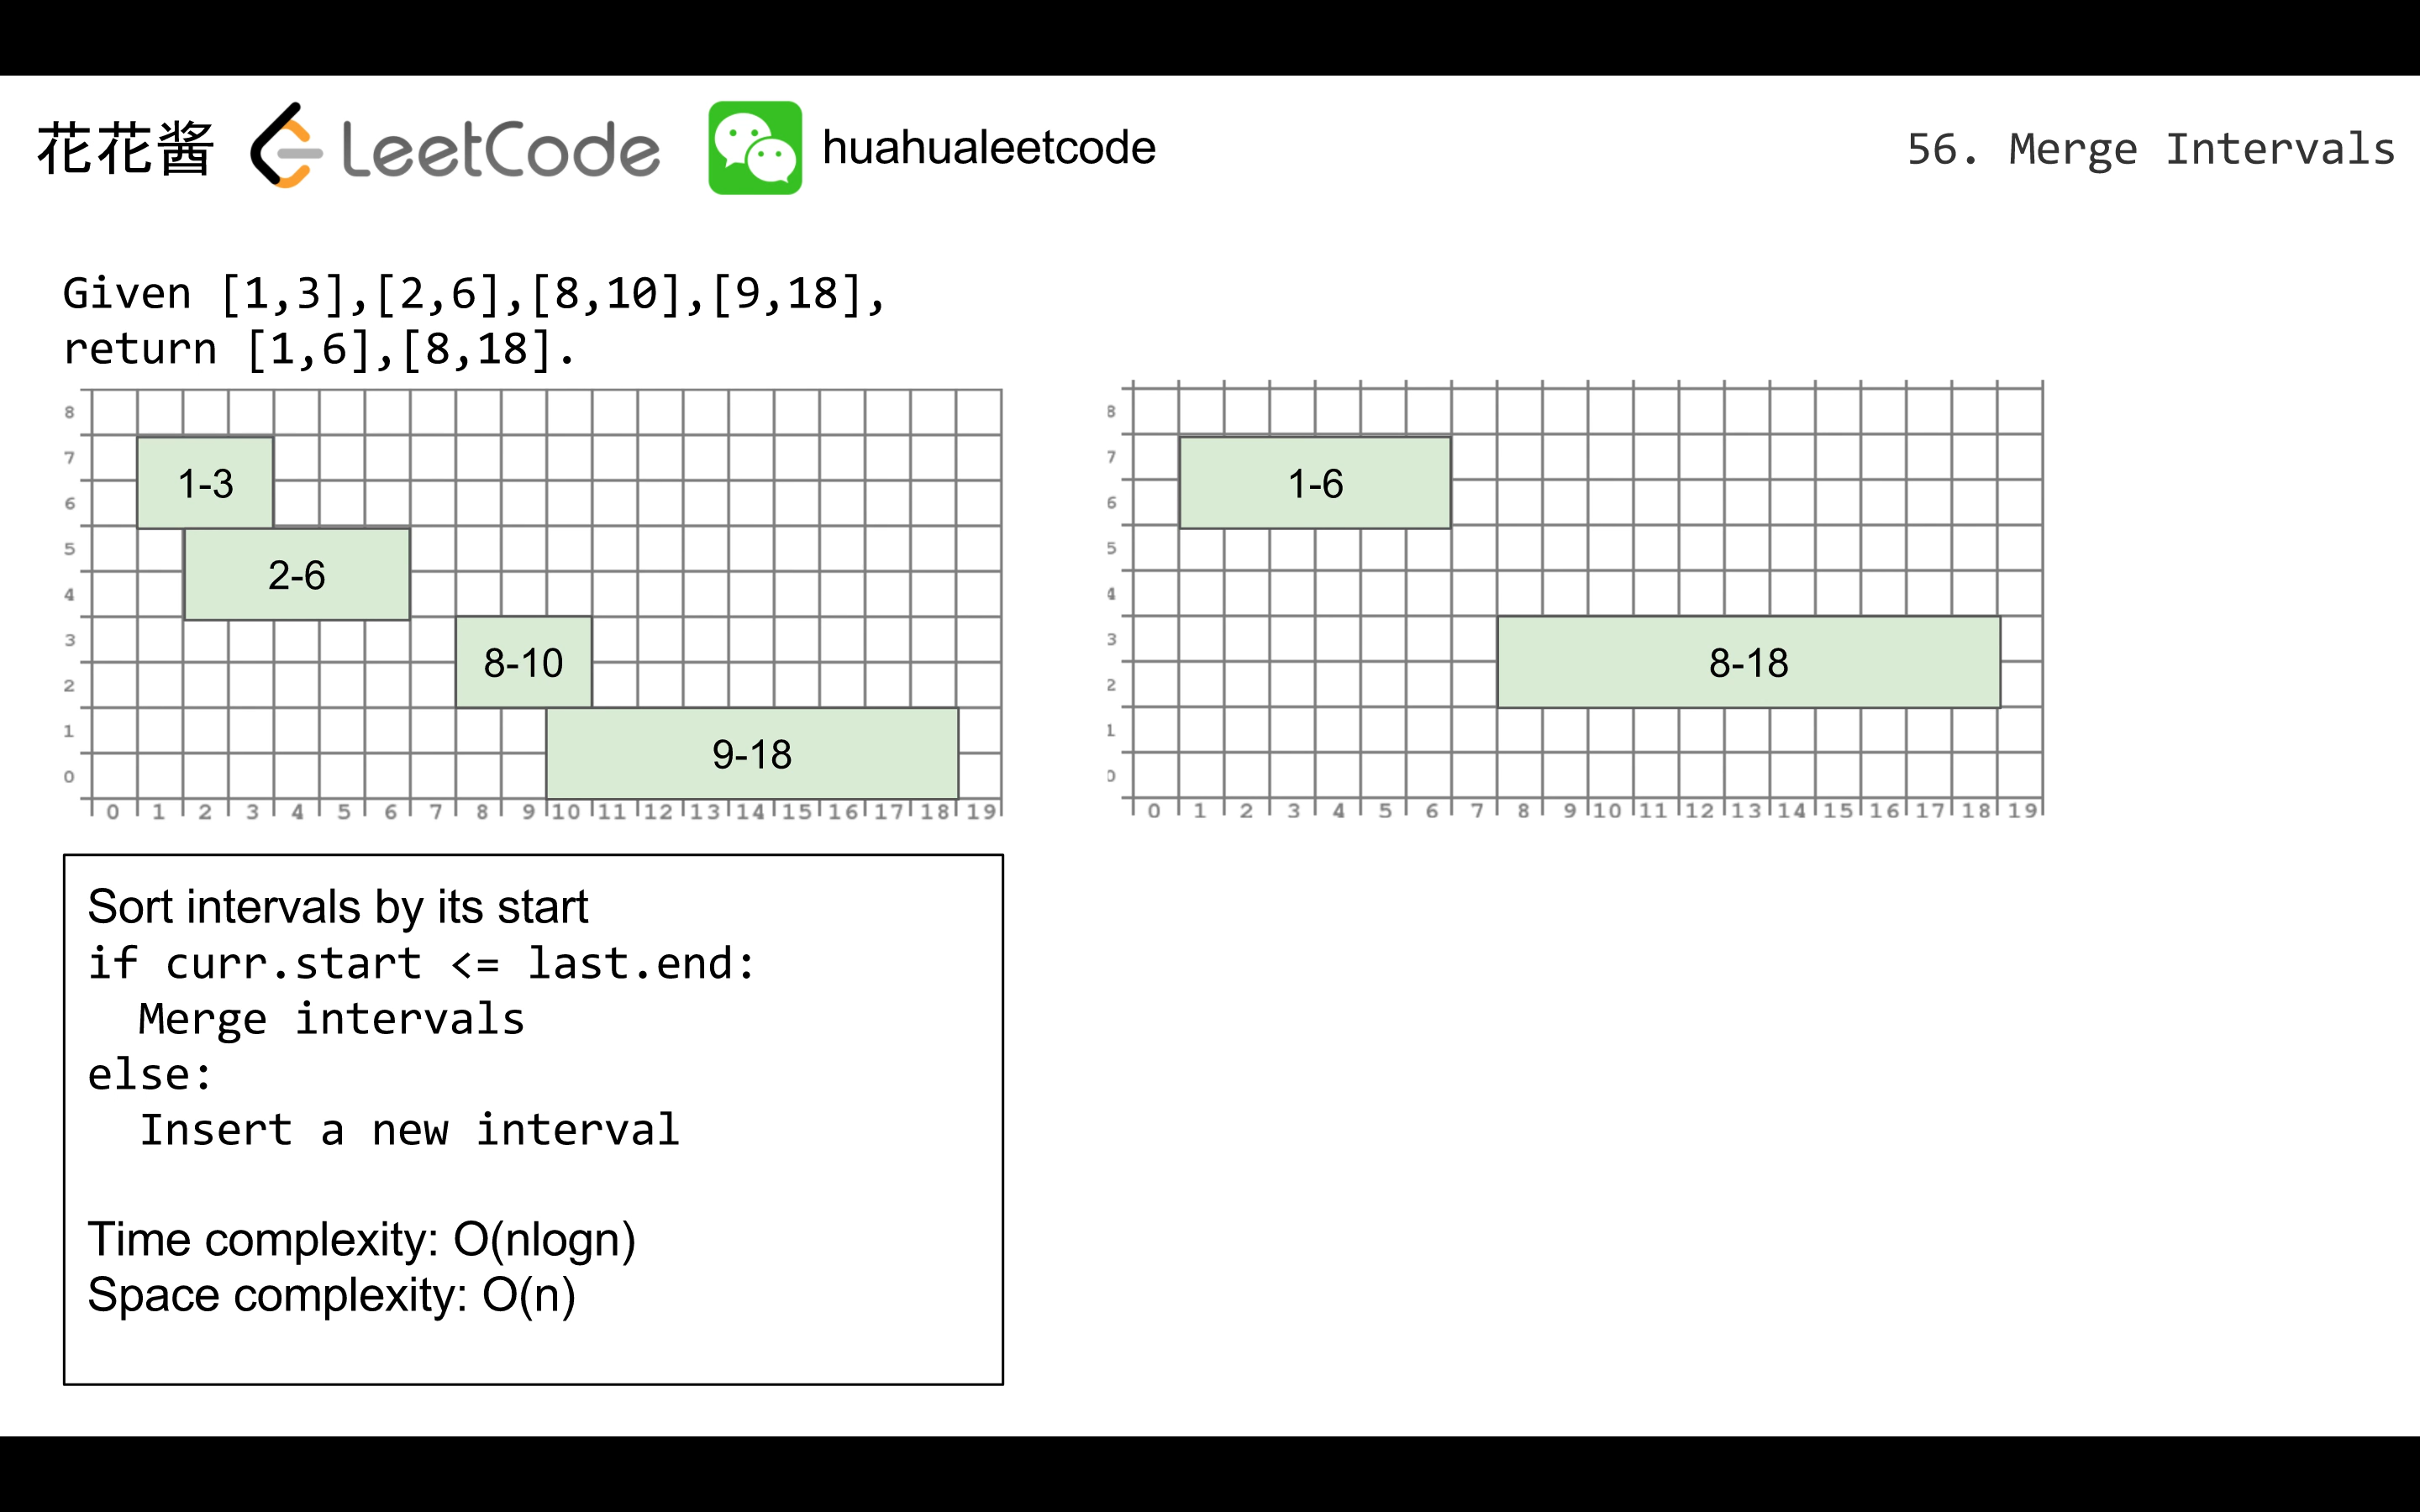 花花酱 LeetCode huahualeetcode 56. Merge Intervals
Given [1,3],[2,6],[8,10],[9,18],
return [1,6],[8,18].
8
7
6
5
4
3
2
1
0
1-3
2-6
8-10
9-18
0 1 2 3 4 5 6 7 8 9 10 11 12 13 14 15 16 17 18 19
8
7
6
5
4
3
2
1
0
1-6
8-18
0 1 2 3 4 5 6 7 8 9 10 11 12 13 14 15 16 17 18 19
Sort intervals by its start
if curr.start <= last.end:
Merge intervals
else:
Insert a new interval
Time complexity: O(nlogn)
Space complexity: O(n)